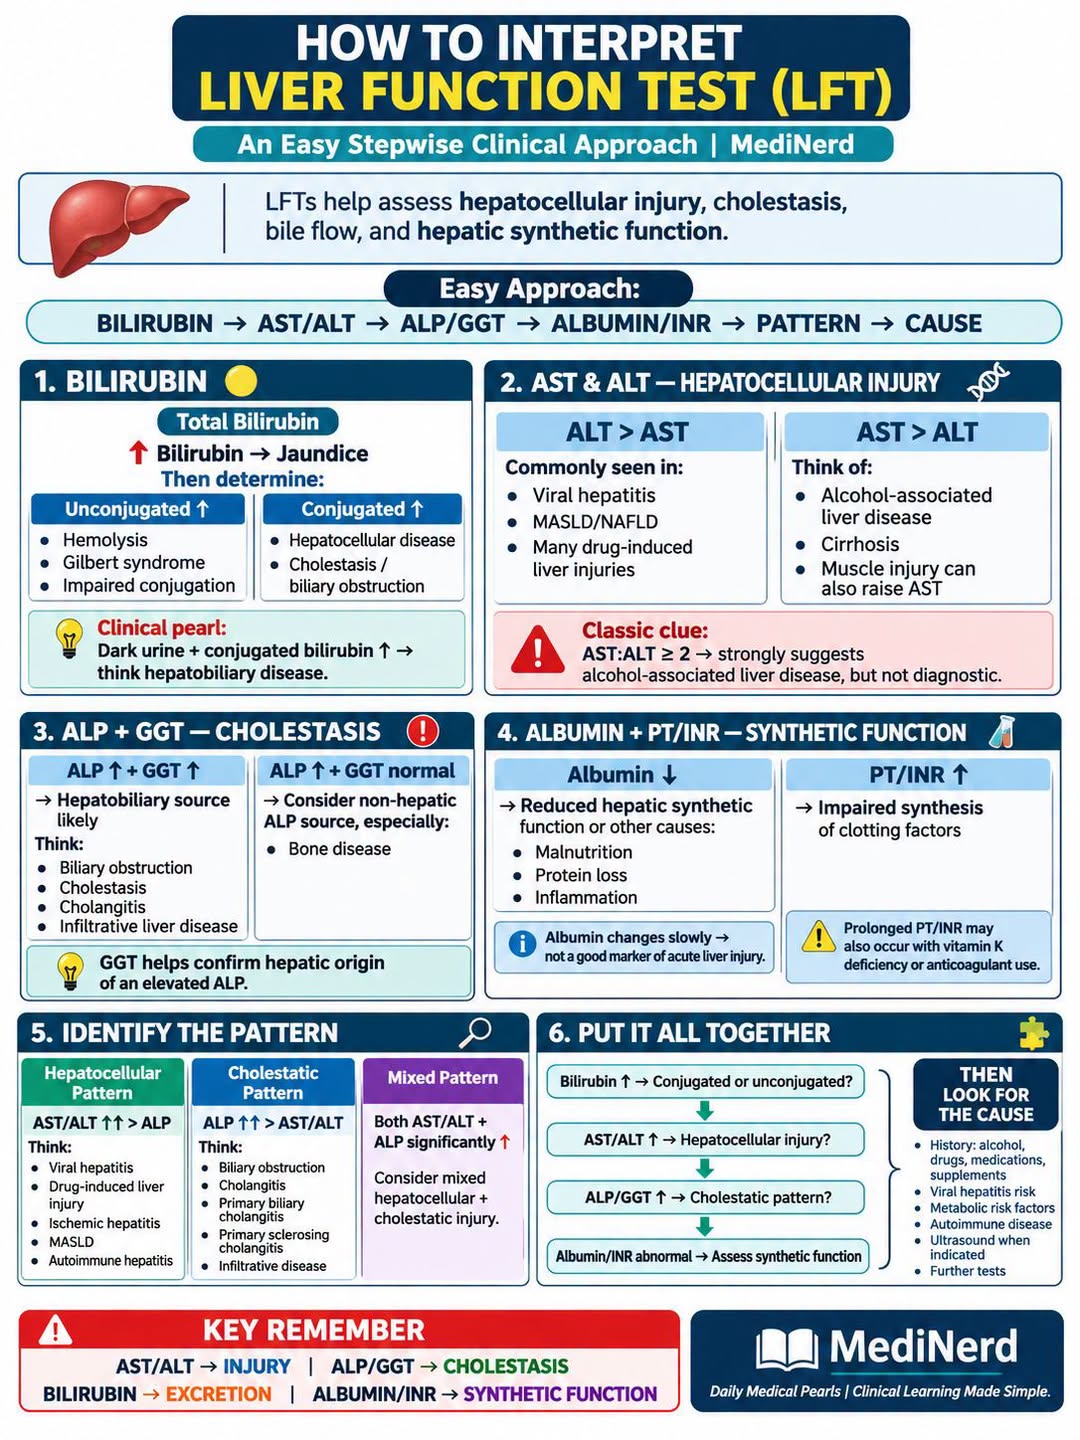 HOW TO INTERPRET
LIVER FUNCTION TEST (LFT)
An Easy Stepwise Clinical Approach | MediNerd
LFTs help assess hepatocellular injury, cholestasis,
bile flow, and hepatic synthetic function.
Easy Approach:
BILIRUBIN → AST/ALT → ALP/GGT → ALBUMIN/INR → PATTERN → CAUSE
1. BILIRUBIN
Total Bilirubin
↑ Bilirubin → Jaundice
Then determine:
Unconjugated ↑
• Hemolysis
• Gilbert syndrome
• Impaired conjugation
Conjugated ↑
• Hepatocellular disease
• Cholestasis /
biliary obstruction
Clinical pearl:
Dark urine + conjugated bilirubin ↑ →
think hepatobiliary disease.
2. AST & ALT — HEPATOCELLULAR INJURY
ALT > AST
Commonly seen in:
• Viral hepatitis
• MASLD/NAFLD
• Many drug-induced
liver injuries
AST > ALT
Think of:
• Alcohol-associated
liver disease
• Cirrhosis
• Muscle injury can
also raise AST
Classic clue:
AST:ALT ≥ 2 → strongly suggests
alcohol-associated liver disease, but not diagnostic.
3. ALP + GGT — CHOLESTASIS
ALP ↑ + GGT ↑
→ Hepatobiliary source
likely
Think:
• Biliary obstruction
• Cholestasis
• Cholangitis
• Infiltrative liver disease
ALP ↑ + GGT normal
→ Consider non-hepatic
ALP source, especially:
• Bone disease
GGT helps confirm hepatic origin
of an elevated ALP.
4. ALBUMIN + PT/INR — SYNTHETIC FUNCTION
Albumin ↓
→ Reduced hepatic synthetic
function or other causes:
• Malnutrition
• Protein loss
• Inflammation
Albumin changes slowly →
not a good marker of acute liver injury.
PT/INR ↑
→ Impaired synthesis
of clotting factors
Prolonged PT/INR may
also occur with vitamin K
deficiency or anticoagulant use.
5. IDENTIFY THE PATTERN
Hepatocellular
Pattern
AST/ALT ↑↑ > ALP
Think:
• Viral hepatitis
• Drug-induced liver
injury
• Ischemic hepatitis
• MASLD
• Autoimmune hepatitis
Cholestatic
Pattern
ALP ↑↑ > AST/ALT
Think:
• Biliary obstruction
• Cholangitis
• Primary biliary
cholangitis
• Primary sclerosing
cholangitis
• Infiltrative disease
Mixed Pattern
Both AST/ALT +
ALP significantly ↑
Consider mixed
hepatocellular +
cholestatic injury.
6. PUT IT ALL TOGETHER
Bilirubin ↑ → Conjugated or unconjugated?
AST/ALT ↑ → Hepatocellular injury?
ALP/GGT ↑ → Cholestatic pattern?
Albumin/INR abnormal → Assess synthetic function
THEN
LOOK FOR
THE CAUSE
• History: alcohol,
drugs, medications,
supplements
• Viral hepatitis risk
• Metabolic risk factors
• Autoimmune disease
• Ultrasound when
indicated
• Further tests
KEY REMEMBER
AST/ALT → INJURY | ALP/GGT → CHOLESTASIS
BILIRUBIN → EXCRETION | ALBUMIN/INR → SYNTHETIC FUNCTION
MediNerd
Daily Medical Pearls | Clinical Learning Made Simple.